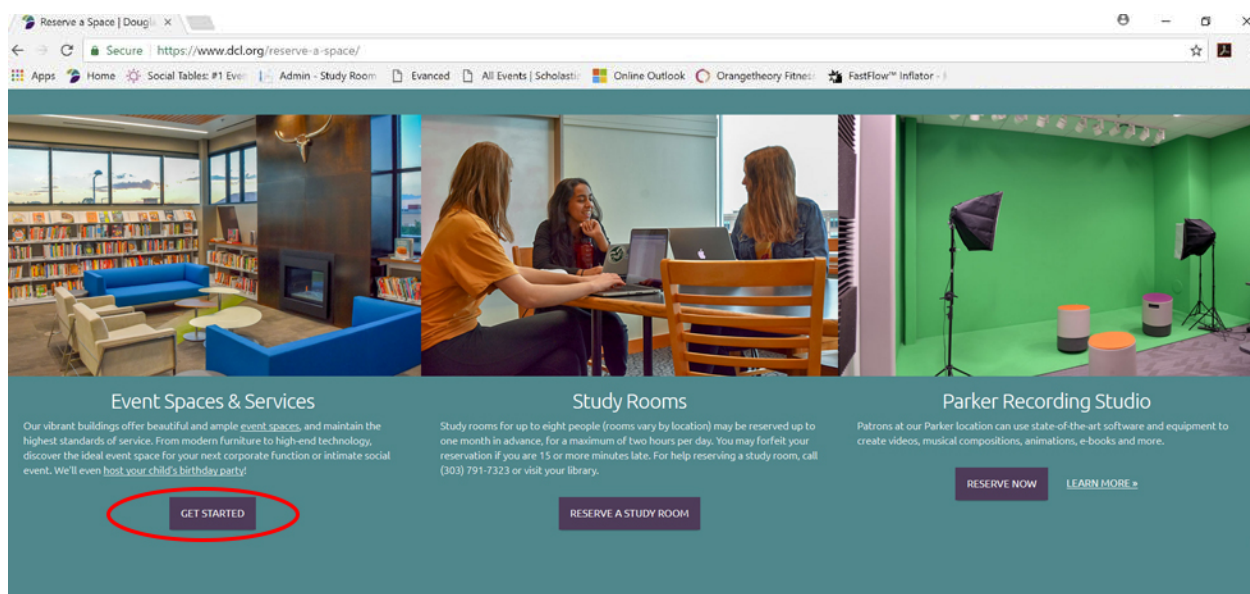 Reserve a Space | Dougl
Secure https://www.dcl.org/reserve-a-space/
Apps Home Social Tables: #1 Even Admin - Study Room Evanced All Events | Scholastic Online Outlook Orangetheory Fitnes FastFlow™ Inflator -
Event Spaces & Services
Our vibrant buildings offer beautiful and ample event spaces, and maintain the
highest standards of service. From modern furniture to high-end technology,
discover the ideal event space for your next corporate function or intimate social
event. We'll even host your child's birthday party!
GET STARTED
Study Rooms
Study rooms for up to eight people (rooms vary by location) may be reserved up to
one month in advance, for a maximum of two hours per day. You may forfeit your
reservation if you are 15 or more minutes late. For help reserving a study room, call
(303) 791-7323 or visit your library.
RESERVE A STUDY ROOM
Parker Recording Studio
Patrons at our Parker location can use state-of-the-art software and equipment to
create videos, musical compositions, animations, e-books and more.
RESERVE NOW LEARN MORE »